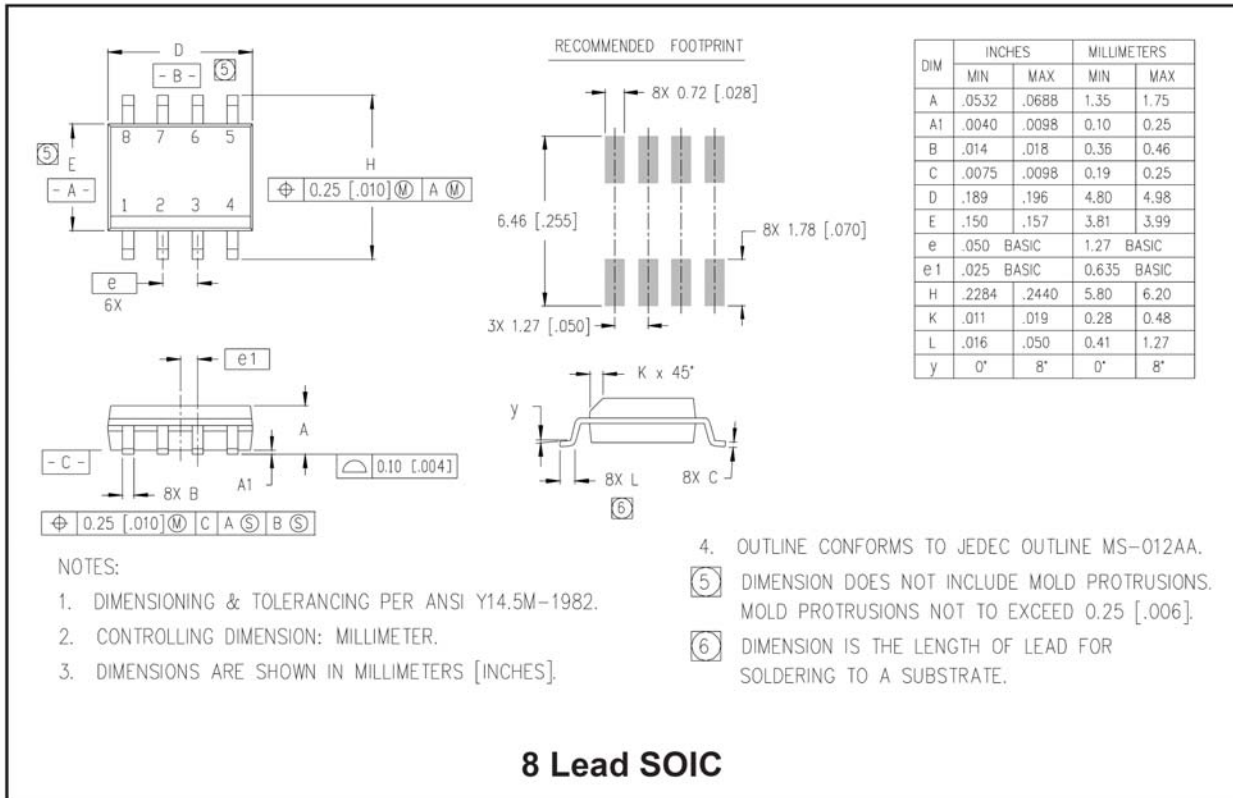 D
- B -
5
8 7 6 5
5
E
- A -
H
⌖ 0.25 [.010] Ⓜ A Ⓜ
1 2 3 4
e
6X
RECOMMENDED FOOTPRINT
8X 0.72 [.028]
6.46 [.255]
8X 1.78 [.070]
3X 1.27 [.050]
DIM INCHES MILLIMETERS
MIN MAX MIN MAX
A .0532 .0688 1.35 1.75
A1 .0040 .0098 0.10 0.25
B .014 .018 0.36 0.46
C .0075 .0098 0.19 0.25
D .189 .196 4.80 4.98
E .150 .157 3.81 3.99
e .050 BASIC 1.27 BASIC
e1 .025 BASIC 0.635 BASIC
H .2284 .2440 5.80 6.20
K .011 .019 0.28 0.48
L .016 .050 0.41 1.27
y 0° 8° 0° 8°
e1
A
- C -
8X B
A1
⌓ 0.10 [.004]
⌖ 0.25 [.010] Ⓜ C A Ⓢ B Ⓢ
K x 45°
y
8X L
8X C
6
NOTES:
1. DIMENSIONING & TOLERANCING PER ANSI Y14.5M-1982.
2. CONTROLLING DIMENSION: MILLIMETER.
3. DIMENSIONS ARE SHOWN IN MILLIMETERS [INCHES].
4. OUTLINE CONFORMS TO JEDEC OUTLINE MS-012AA.
5 DIMENSION DOES NOT INCLUDE MOLD PROTRUSIONS.
MOLD PROTRUSIONS NOT TO EXCEED 0.25 [.006].
6 DIMENSION IS THE LENGTH OF LEAD FOR
SOLDERING TO A SUBSTRATE.
8 Lead SOIC